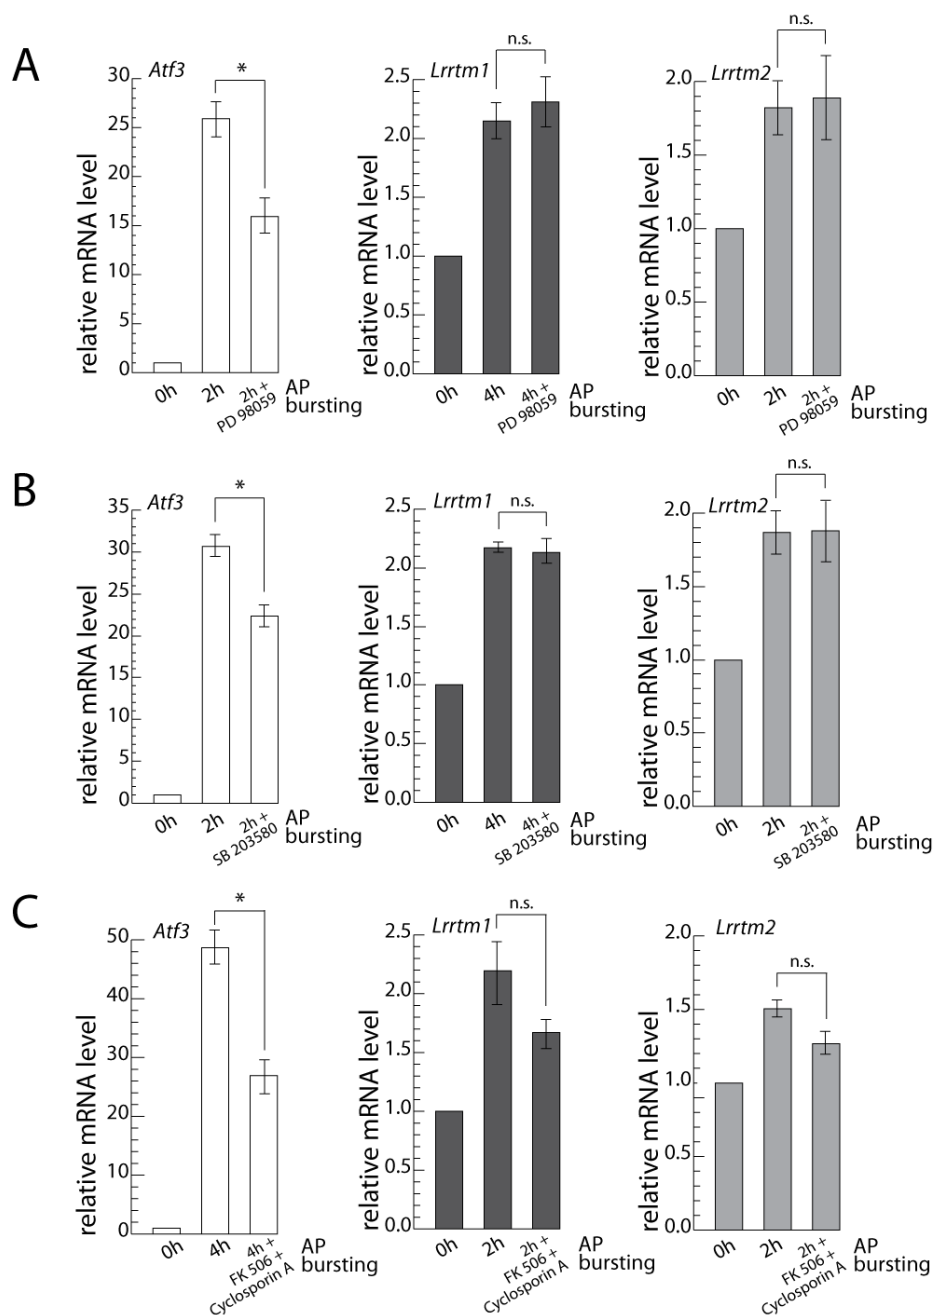 A
Atf3
*
relative mRNA level
30
25
20
15
10
5
0
0h
2h
2h +
PD 98059
AP
bursting
Lrrtm1
n.s.
relative mRNA level
2.5
2.0
1.5
1.0
0.5
0.0
0h
4h
4h +
PD 98059
AP
bursting
Lrrtm2
n.s.
relative mRNA level
2.0
1.5
1.0
0.5
0.0
0h
2h
2h +
PD 98059
AP
bursting
B
Atf3
*
relative mRNA level
35
30
25
20
15
10
5
0
0h
2h
2h +
SB 203580
AP
bursting
Lrrtm1
n.s.
relative mRNA level
2.5
2.0
1.5
1.0
0.5
0.0
0h
4h
4h +
SB 203580
AP
bursting
Lrrtm2
n.s.
relative mRNA level
2.0
1.5
1.0
0.5
0.0
0h
2h
2h +
SB 203580
AP
bursting
C
Atf3
*
relative mRNA level
50
40
30
20
10
0
0h
4h
4h +
FK 506 +
Cyclosporin A
AP
bursting
Lrrtm1
n.s.
relative mRNA level
2.5
2.0
1.5
1.0
0.5
0.0
0h
2h
2h +
FK 506 +
Cyclosporin A
AP
bursting
Lrrtm2
n.s.
relative mRNA level
2.0
1.5
1.0
0.5
0.0
0h
2h
2h +
FK 506 +
Cyclosporin A
AP
bursting